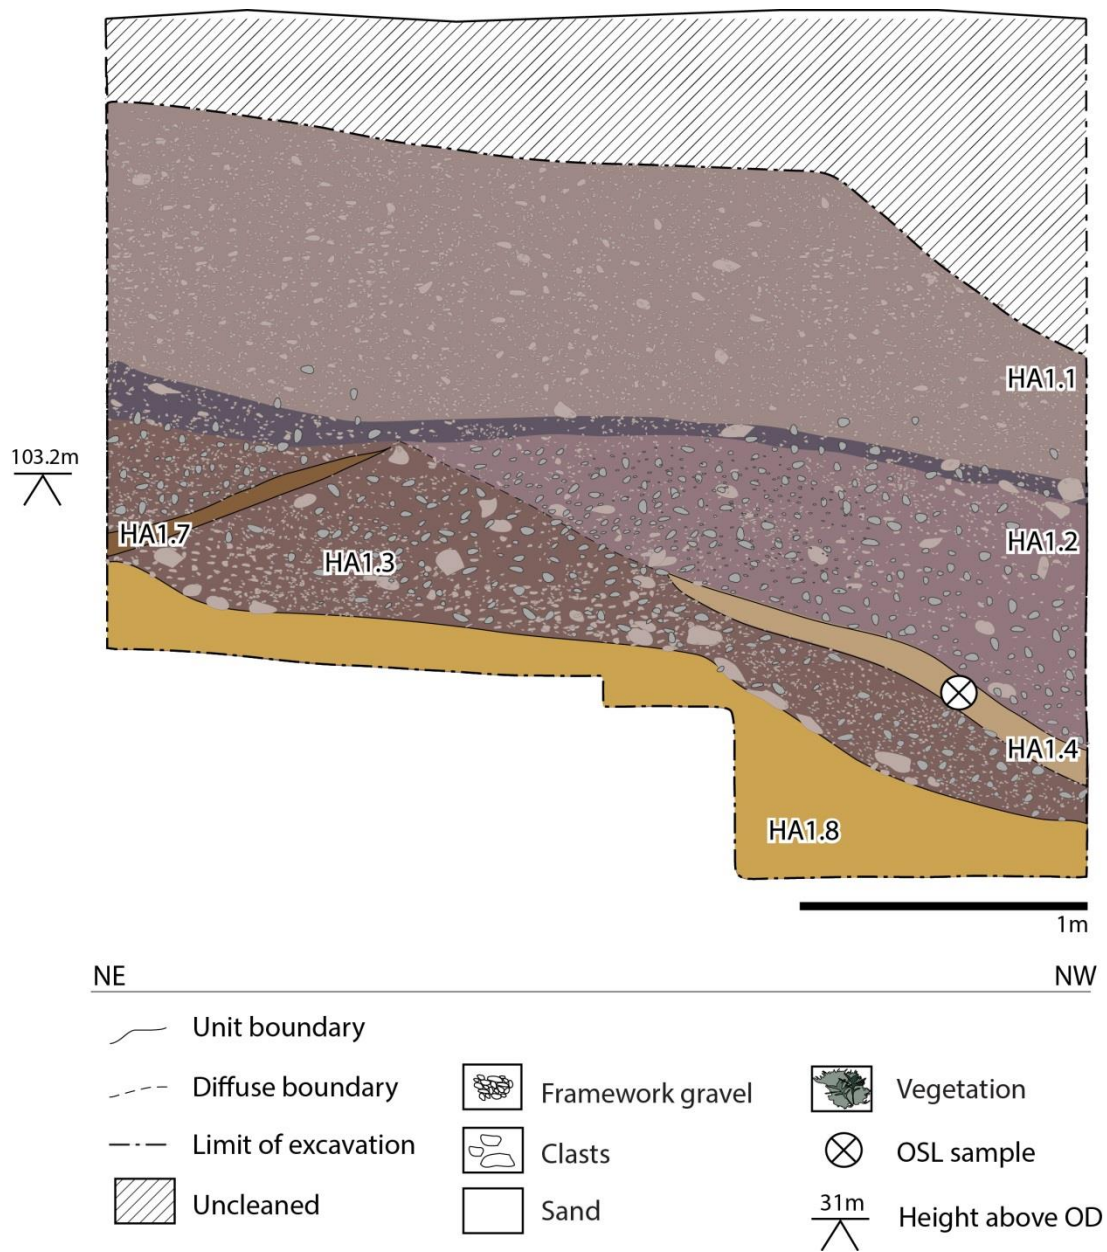 HA1.1
103.2m
HA1.7
HA1.2
HA1.3
HA1.4
HA1.8
1m
NE NW
Unit boundary
Diffuse boundary
Limit of excavation
Uncleaned
Framework gravel
Clasts
Sand
Vegetation
OSL sample
31m
Height above OD